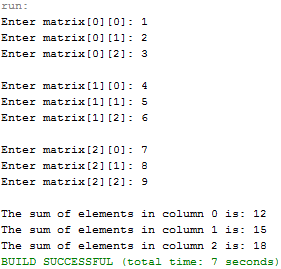 run:
Enter matrix[0][0]: 1
Enter matrix[0][1]: 2
Enter matrix[0][2]: 3
Enter matrix[1][0]: 4
Enter matrix[1][1]: 5
Enter matrix[1][2]: 6
Enter matrix[2][0]: 7
Enter matrix[2][1]: 8
Enter matrix[2][2]: 9
The sum of elements in column 0 is: 12
The sum of elements in column 1 is: 15
The sum of elements in column 2 is: 18
BUILD SUCCESSFUL (total time: 7 seconds)